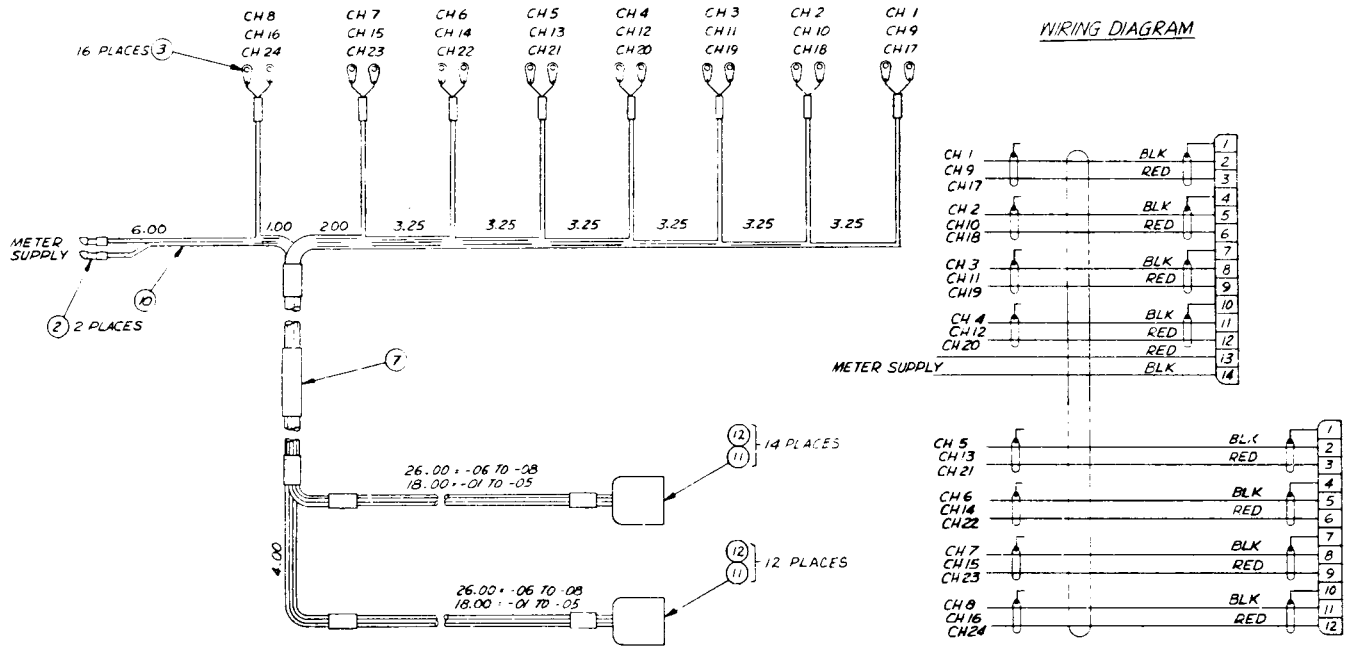 CH 8 CH 7 CH 6 CH 5 CH 4 CH 3 CH 2 CH 1
CH 16 CH 15 CH 14 CH 13 CH 12 CH 11 CH 10 CH 9
CH 24 CH 23 CH 22 CH 21 CH 20 CH 19 CH 18 CH 17
16 PLACES 3
6.00 1.00 2.00 3.25 3.25 3.25 3.25 3.25 3.25
METER
SUPPLY
10
2 2 PLACES
7
12
11
14 PLACES
26.00 = -06 TO -08
18.00 = -01 TO -05
4.00
12
11
12 PLACES
26.00 = -06 TO -08
18.00 = -01 TO -05
WIRING DIAGRAM
1
CH 1 BLK 2
CH 9 RED 3
CH 17
4
CH 2 BLK 5
CH 10 RED 6
CH 18
7
CH 3 BLK 8
CH 11 RED 9
CH 19
10
CH 4 BLK 11
CH 12 RED 12
CH 20
RED 13
METER SUPPLY BLK 14
1
CH 5 BLK 2
CH 13 RED 3
CH 21
4
CH 6 BLK 5
CH 14 RED 6
CH 22
7
CH 7 BLK 8
CH 15 RED 9
CH 23
10
CH 8 BLK 11
CH 16 RED 12
CH 24